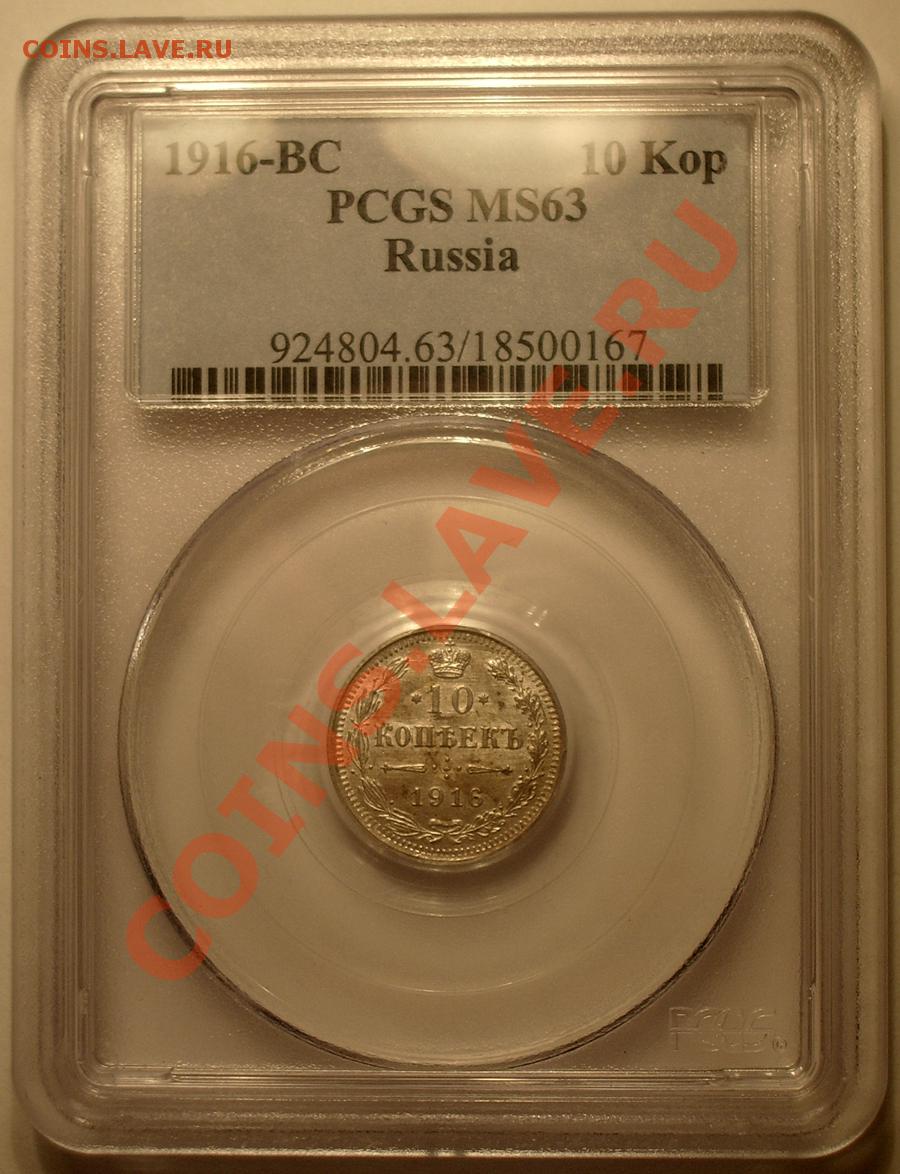 COINS.LAVE.RU
1916-BC 10 Kop
PCGS MS63
Russia
924804.63/18500167
COINS.LAVE.RU
10
КОПѢЕКЪ
1916
PCGS